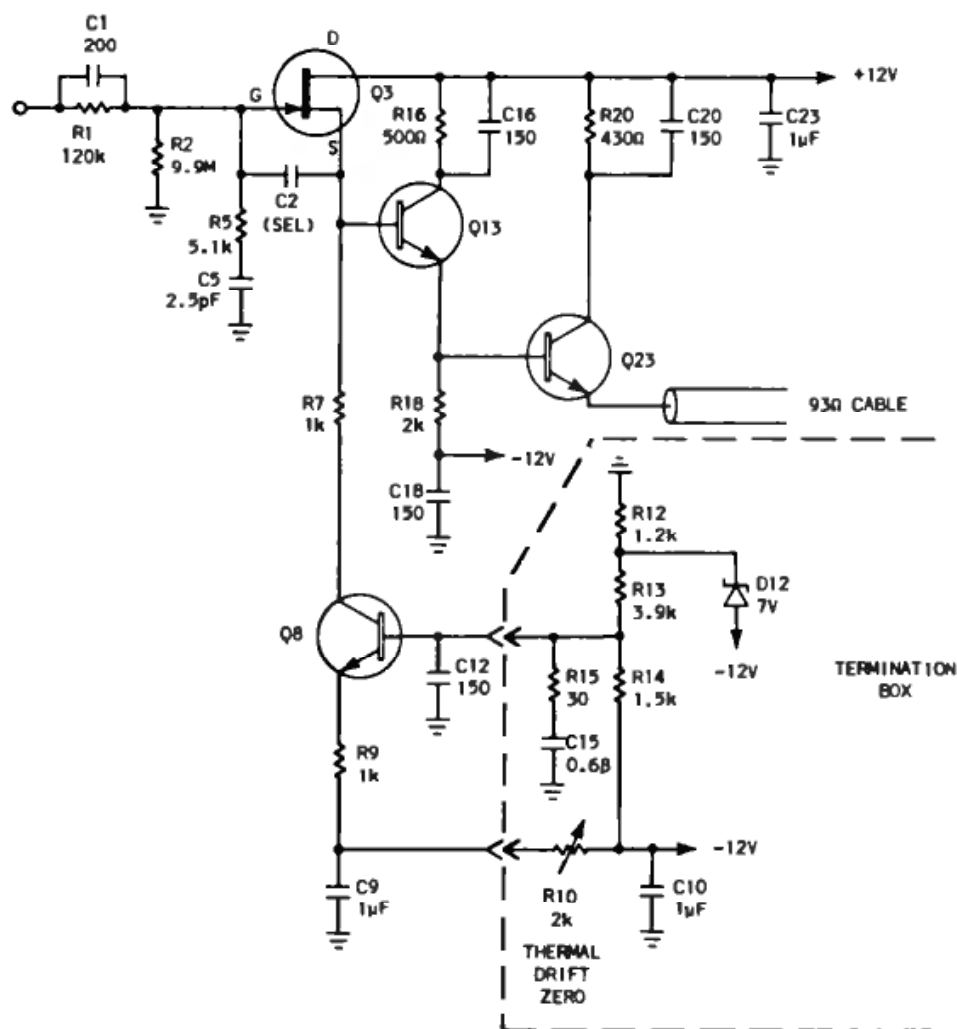 C1
200
R1
120k
R2
9.9M
G
D
S
Q3
C2
(SEL)
R5
5.1k
C5
2.5pF
R16
500Ω
C16
150
R20
430Ω
C20
150
C23
1µF
+12V
Q13
Q23
93Ω CABLE
R7
1k
R18
2k
-12V
C18
150
R12
1.2k
R13
3.9k
D12
7V
-12V
Q8
C12
150
R15
30
R14
1.5k
C15
0.68
TERMINATION
BOX
R9
1k
-12V
C9
1µF
R10
2k
C10
1µF
THERMAL
DRIFT
ZERO